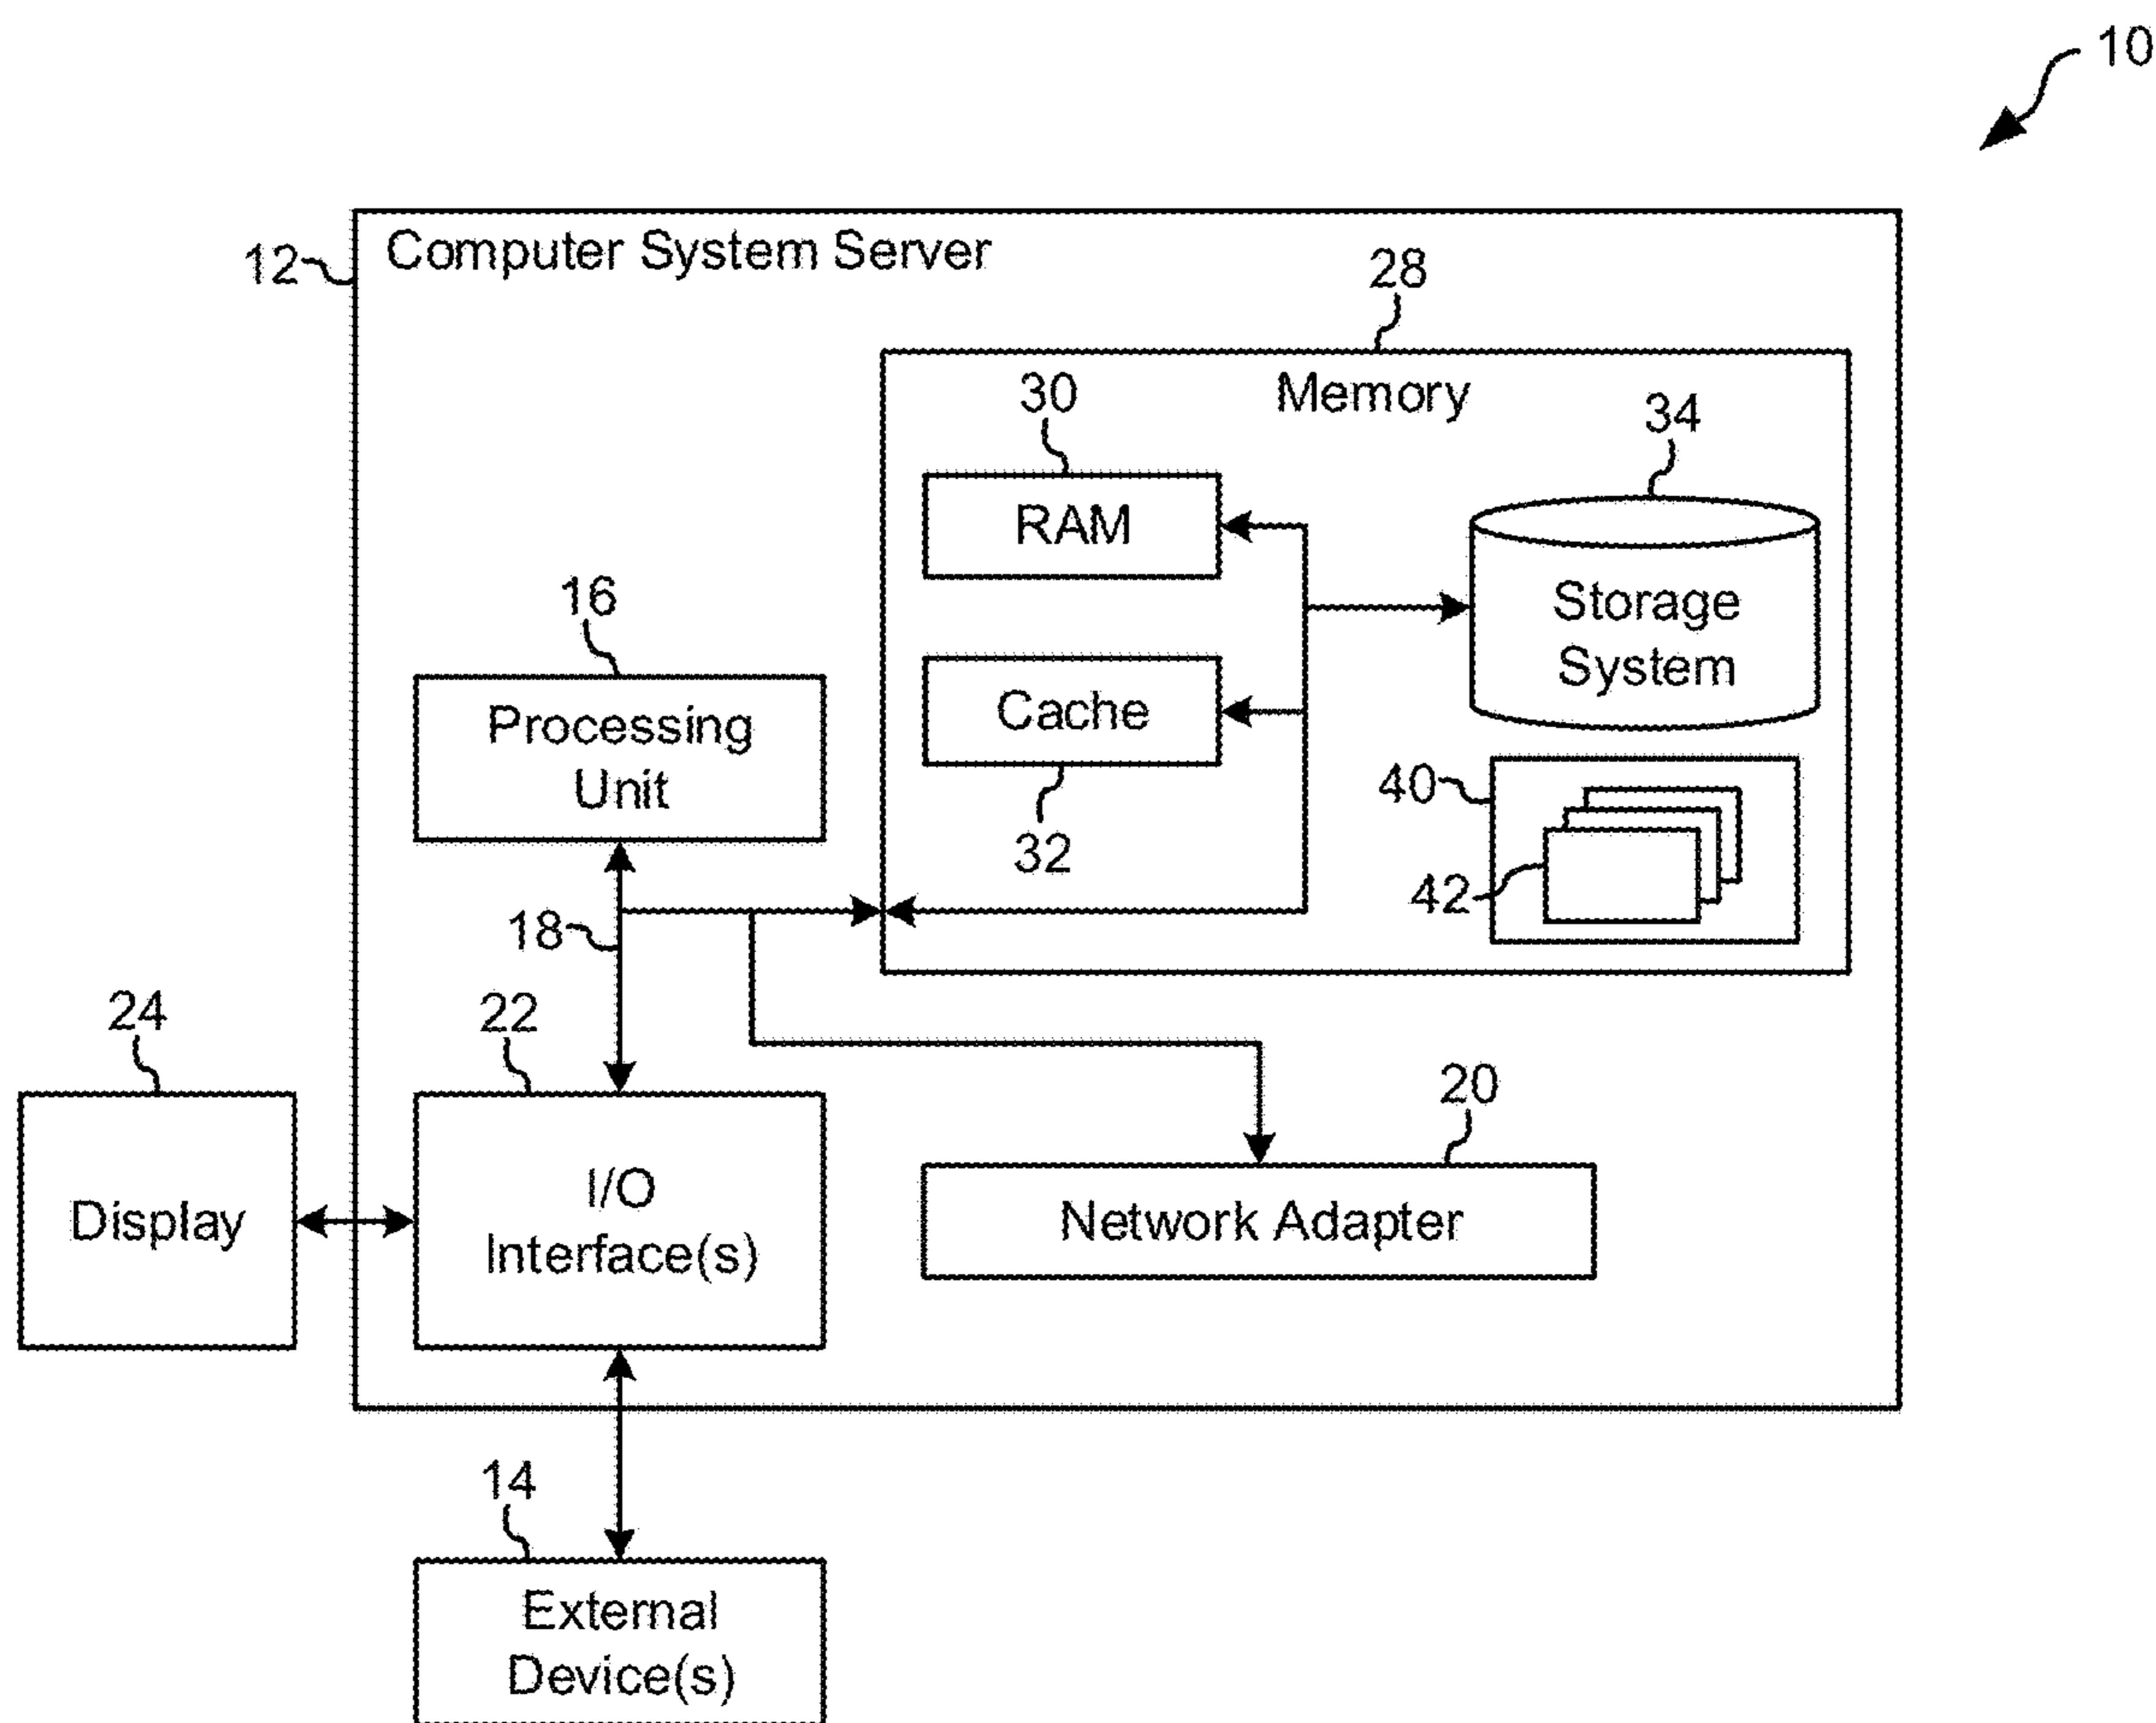 10
12
Computer System Server
28
Memory
30
34
RAM
Storage
System
16
Processing
Unit
Cache
32
40
42
18
22
24
20
Display
I/O
Interface(s)
Network Adapter
14
External
Device(s)